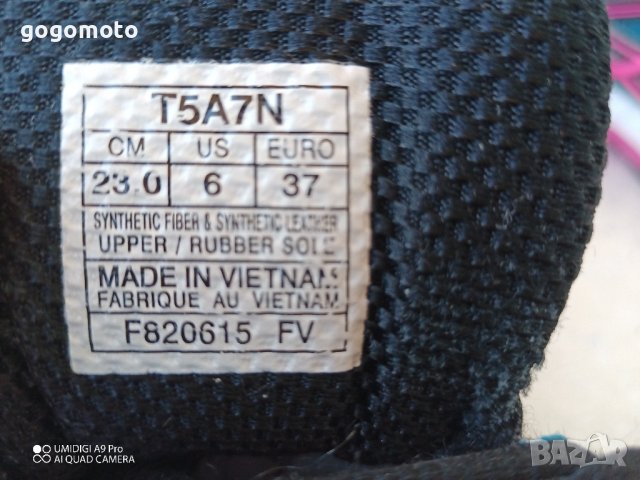 gogomoto
T5A7N
CM US EURO
23.0 6 37
SYNTHETIC FIBER & SYNTHETIC LEATHER
UPPER / RUBBER SOLE
MADE IN VIETNAM
FABRIQUE AU VIETNAM
F820615 FV
UMIDIGI A9 Pro
AI QUAD CAMERA
BAZAR